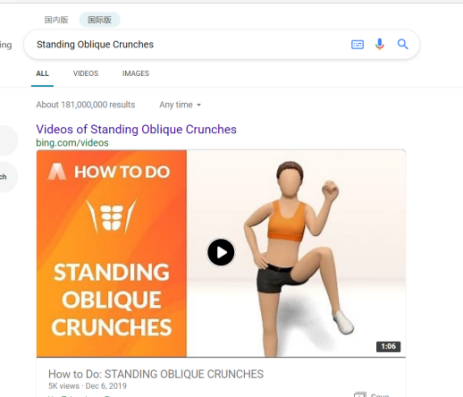 国内版 国际版
ing
Standing Oblique Crunches
ALL VIDEOS IMAGES
About 181,000,000 results Any time
Videos of Standing Oblique Crunches
bing.com/videos
ch
HOW TO DO
STANDING
OBLIQUE
CRUNCHES
1:06
How to Do: STANDING OBLIQUE CRUNCHES
5K views · Dec 6, 2019